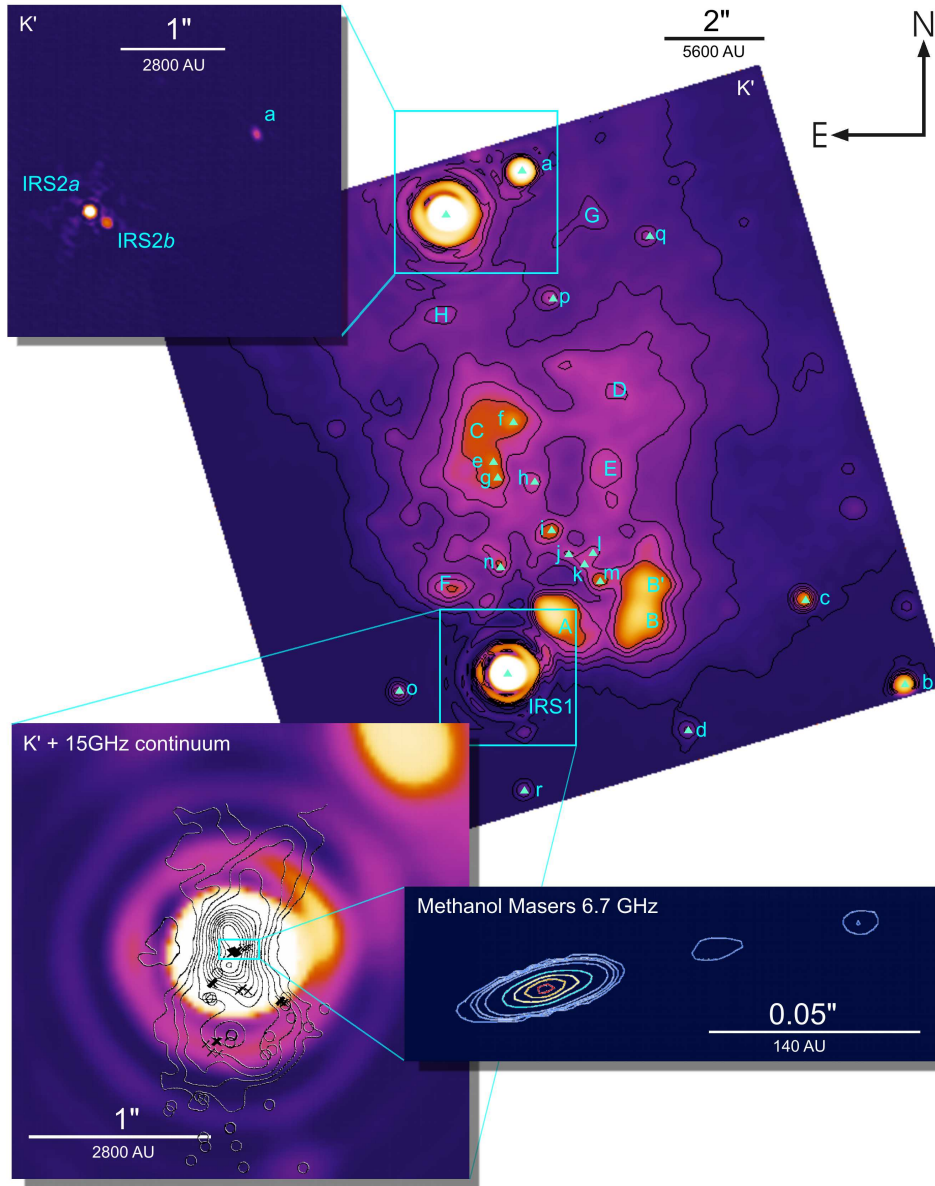 K'
1"
2800 AU
a
IRS2a
IRS2b
2"
5600 AU
N
E
K'
a
G
q
p
H
D
f
C
e
E
g
h
i
l
j
k
n
m
B'
F
c
A
B
IRS1
o
b
d
r
K' + 15GHz continuum
1"
2800 AU
Methanol Masers 6.7 GHz
0.05"
140 AU